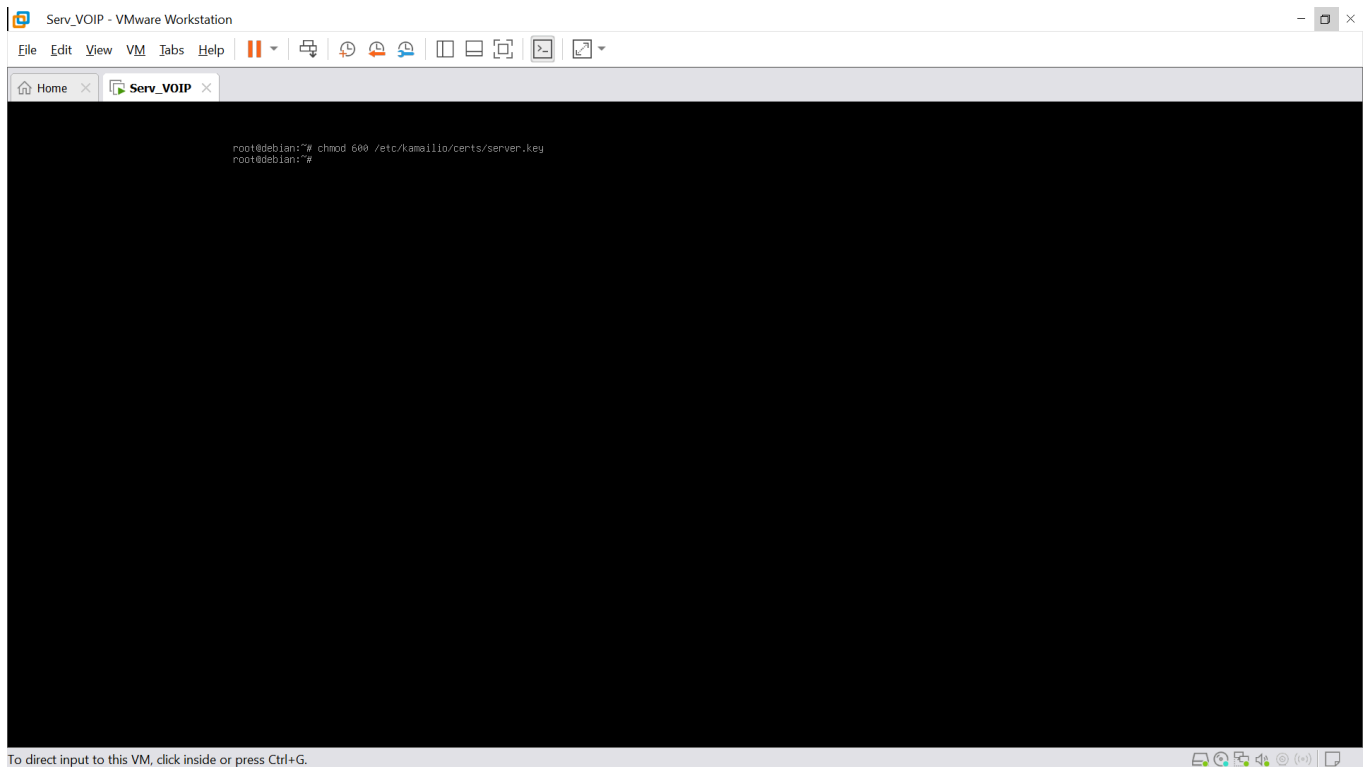 Serv_VOIP - VMware Workstation
File Edit View VM Tabs Help
Home Serv_VOIP
root@debian:~# chmod 600 /etc/kamailio/certs/server.key
root@debian:~#
To direct input to this VM, click inside or press Ctrl+G.